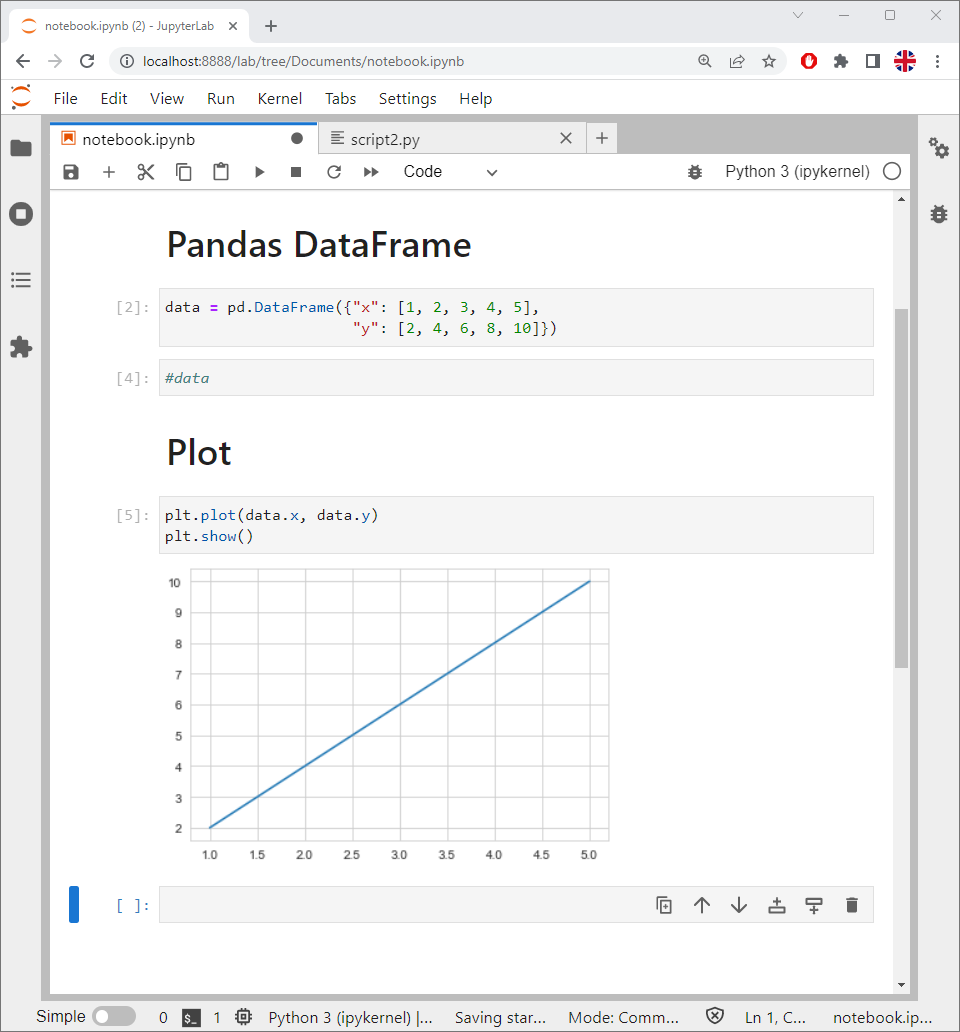 notebook.ipynb (2) - JupyterLab
localhost:8888/lab/tree/Documents/notebook.ipynb
File Edit View Run Kernel Tabs Settings Help
notebook.ipynb script2.py
Code Python 3 (ipykernel)
Pandas DataFrame
[2]: data = pd.DataFrame({"x": [1, 2, 3, 4, 5],
"y": [2, 4, 6, 8, 10]})
[4]: #data
Plot
[5]: plt.plot(data.x, data.y)
plt.show()
10
9
8
7
6
5
4
3
2
1.0 1.5 2.0 2.5 3.0 3.5 4.0 4.5 5.0
[ ]:
Simple 0 $_ 1 Python 3 (ipykernel) |... Saving star... Mode: Comm... Ln 1, C... notebook.ip...